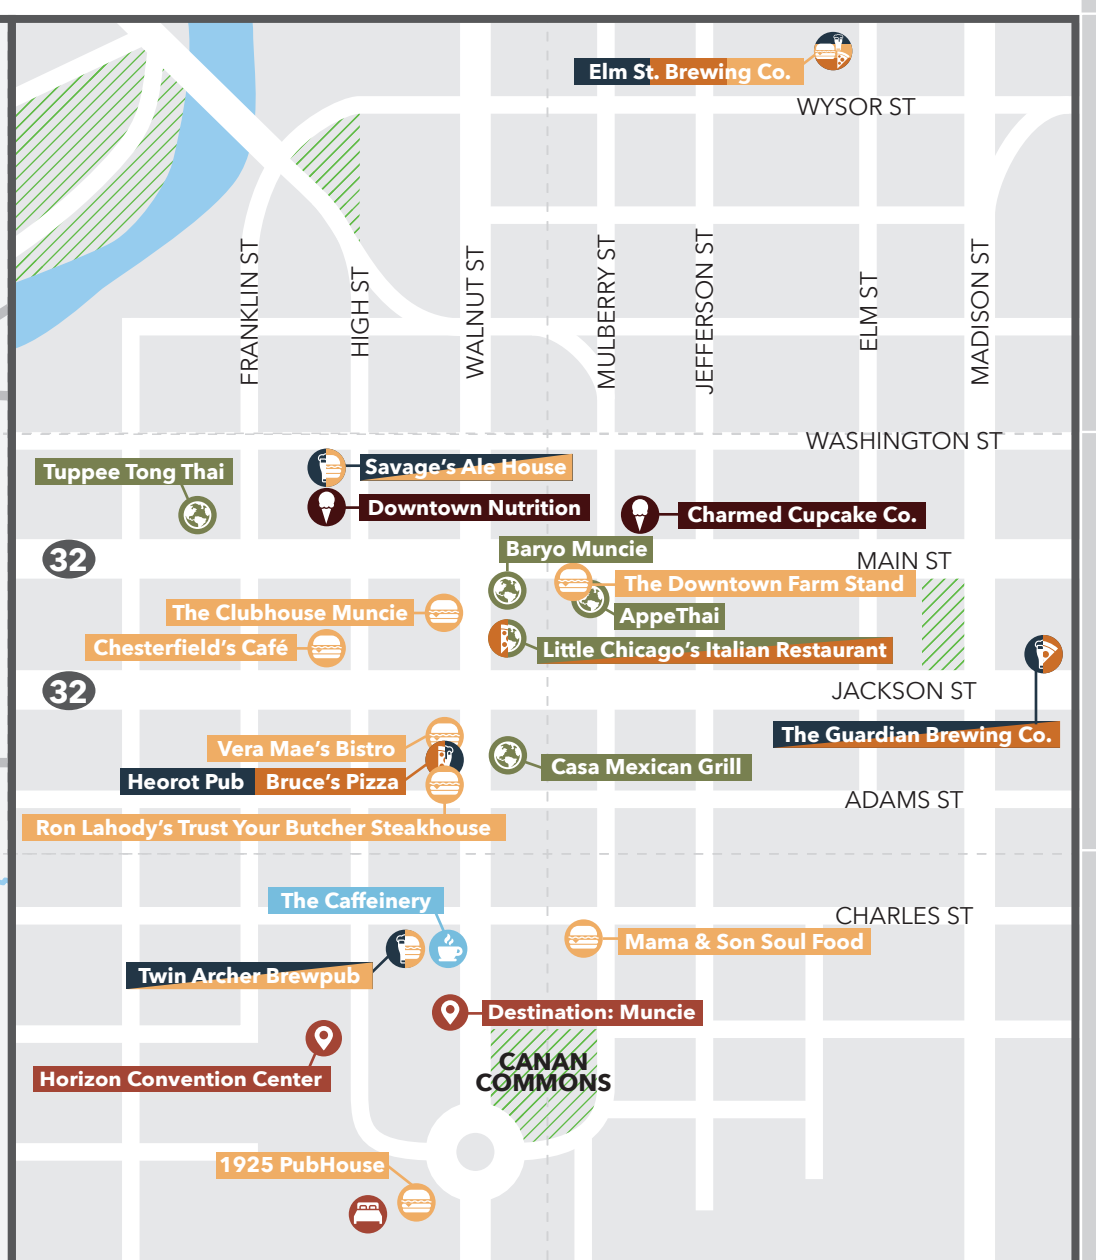 Elm St. Brewing Co.
WYSOR ST
FRANKLIN ST
HIGH ST
WALNUT ST
MULBERRY ST
JEFFERSON ST
ELM ST
MADISON ST
WASHINGTON ST
Tuppee Tong Thai
Savage's Ale House
Downtown Nutrition
Charmed Cupcake Co.
Baryo Muncie
32
MAIN ST
The Downtown Farm Stand
The Clubhouse Muncie
AppeThai
Chesterfield's Café
Little Chicago's Italian Restaurant
32
JACKSON ST
The Guardian Brewing Co.
Vera Mae's Bistro
Casa Mexican Grill
Heorot Pub
Bruce's Pizza
ADAMS ST
Ron Lahody's Trust Your Butcher Steakhouse
The Caffeinery
CHARLES ST
Mama & Son Soul Food
Twin Archer Brewpub
Destination: Muncie
CANAN
COMMONS
Horizon Convention Center
1925 PubHouse